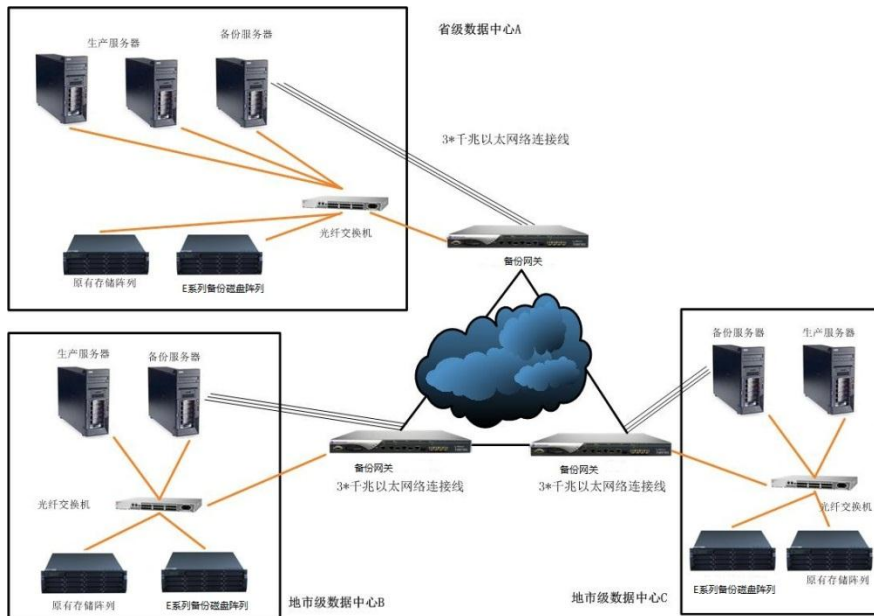 省级数据中心A
生产服务器
备份服务器
3*千兆以太网络连接线
光纤交换机
备份网关
原有存储阵列
E系列备份磁盘阵列
生产服务器
备份服务器
备份网关
3*千兆以太网络连接线
光纤交换机
原有存储阵列
E系列备份磁盘阵列
地市级数据中心B
备份服务器
生产服务器
备份网关
3*千兆以太网络连接线
光纤交换机
E系列备份磁盘阵列
原有存储阵列
地市级数据中心C